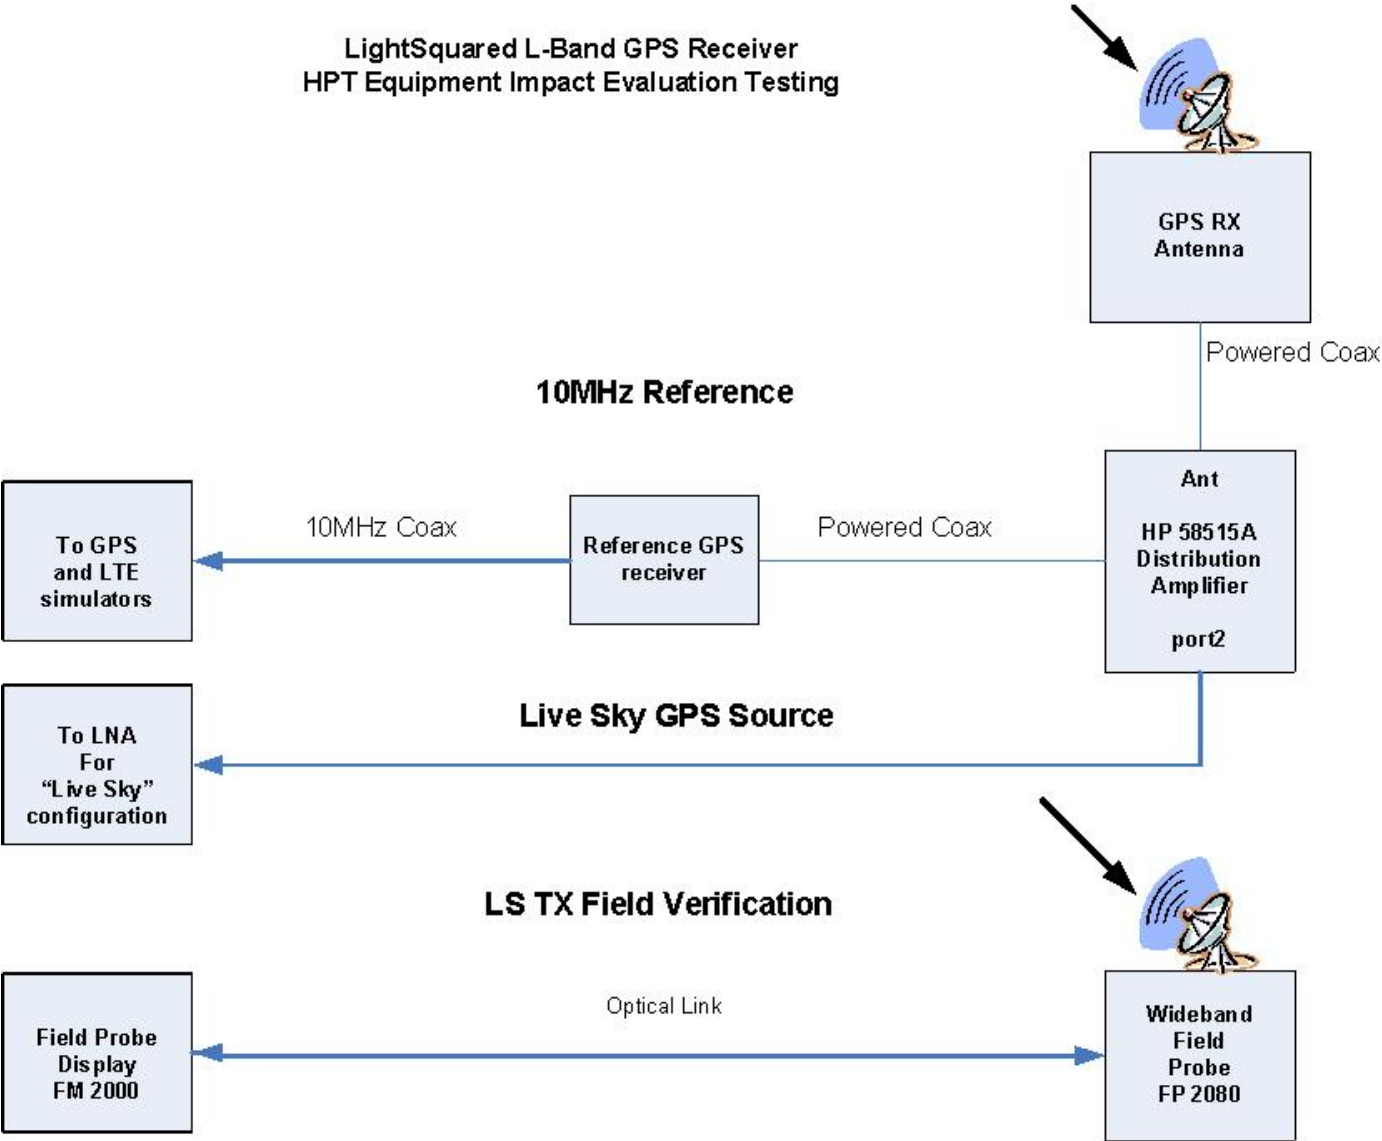 LightSquared L-Band GPS Receiver
HPT Equipment Impact Evaluation Testing
GPS RX
Antenna
Powered Coax
10MHz Reference
Ant
HP 58515A
Distribution
Amplifier
port2
Powered Coax
Reference GPS
receiver
10MHz Coax
To GPS
and LTE
simulators
Live Sky GPS Source
To LNA
For
“Live Sky”
configuration
LS TX Field Verification
Field Probe
Display
FM 2000
Optical Link
Wideband
Field
Probe
FP 2080